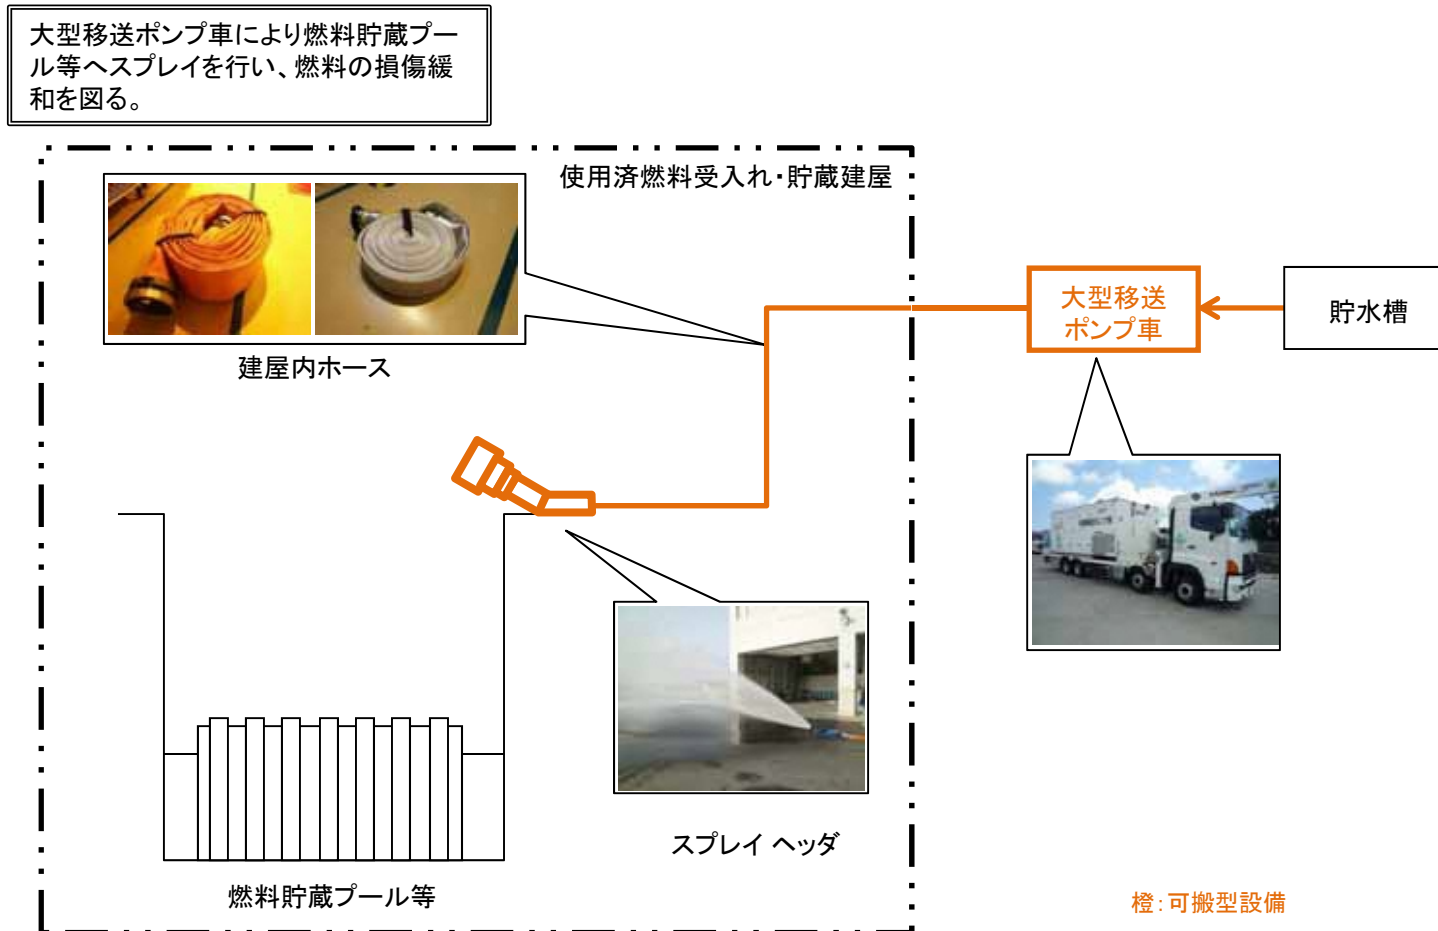 大型移送ポンプ車により燃料貯蔵プー
ル等へスプレイを行い、燃料の損傷緩
和を図る。
使用済燃料受入れ・貯蔵建屋
建屋内ホース
大型移送
ポンプ車
貯水槽
スプレイ ヘッダ
燃料貯蔵プール等
橙：可搬型設備